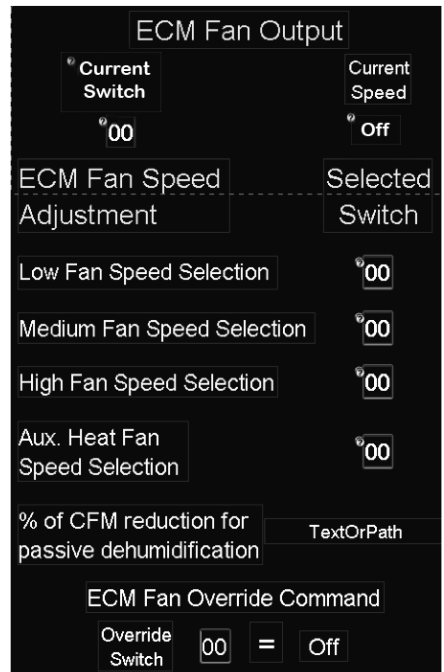 ECM Fan Output
Current Switch
Current Speed
00
Off
ECM Fan Speed Adjustment
Selected Switch
Low Fan Speed Selection
00
Medium Fan Speed Selection
00
High Fan Speed Selection
00
Aux. Heat Fan
Speed Selection
00
% of CFM reduction for
passive dehumidification
TextOrPath
ECM Fan Override Command
Override
Switch
00 = Off